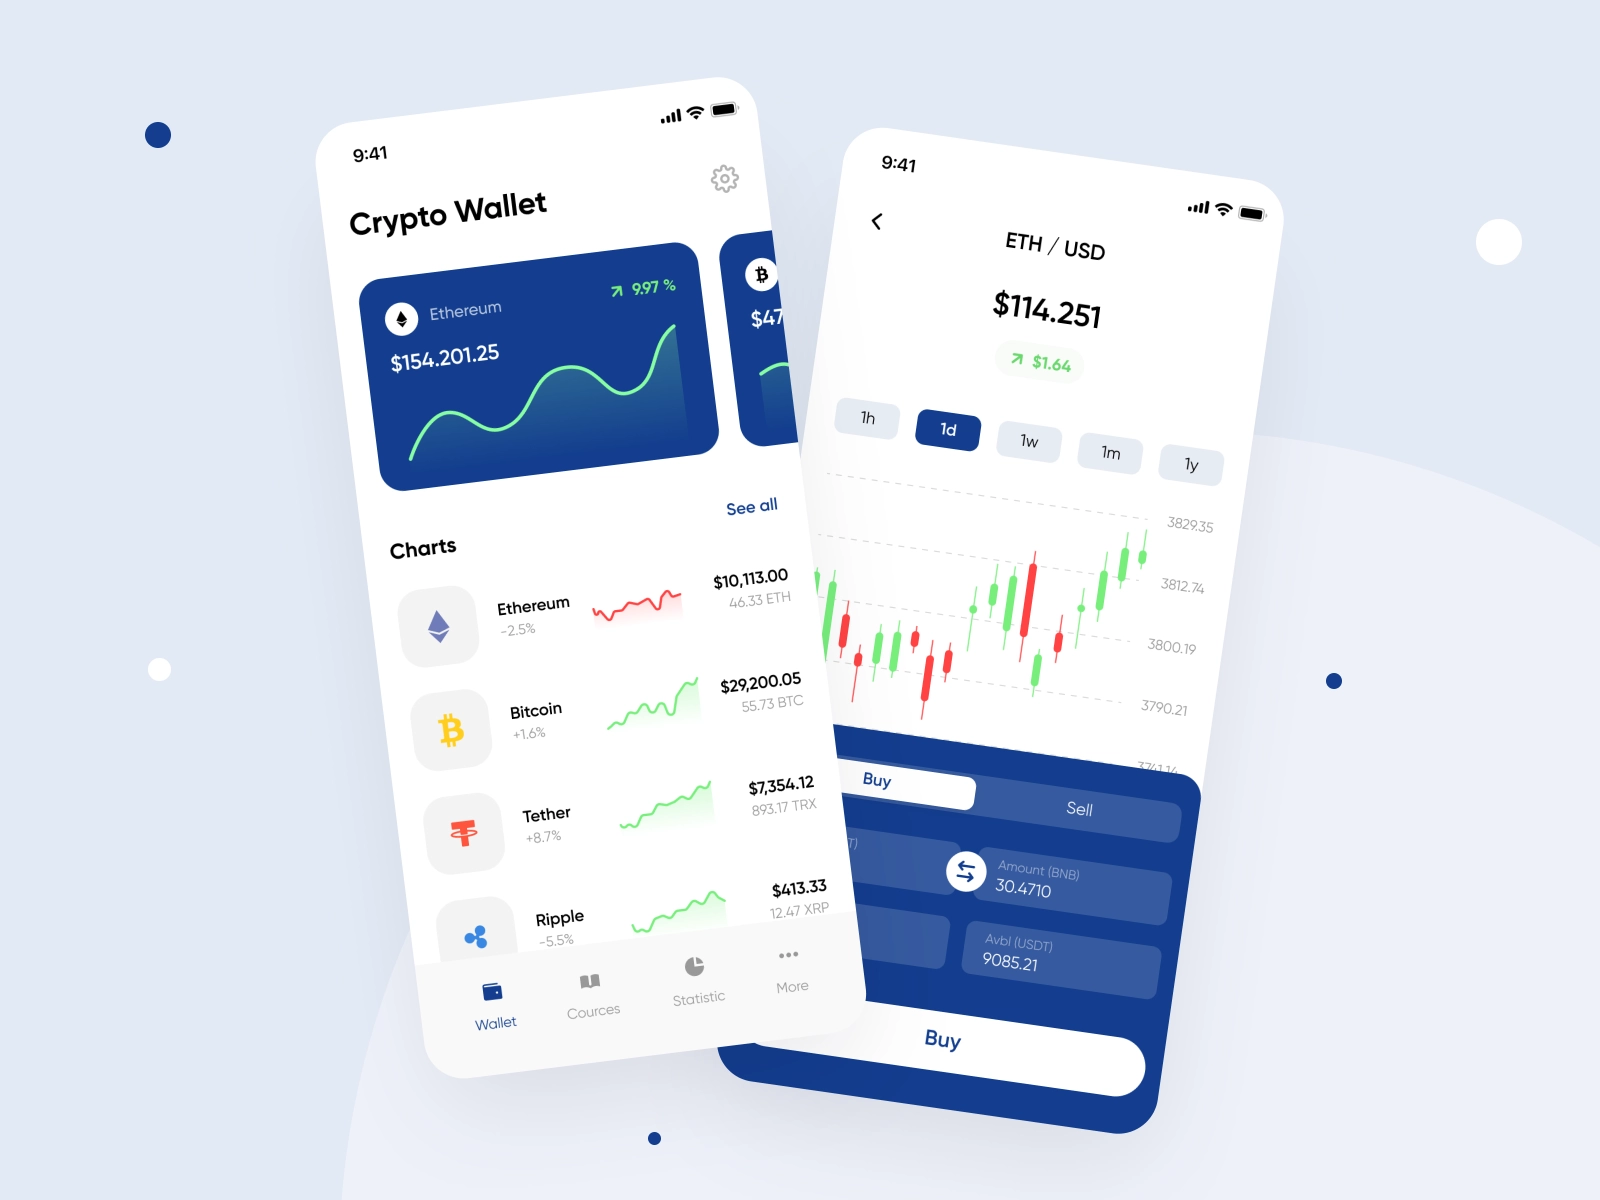 9:41
Crypto Wallet
Ethereum
9.97 %
$154.201.25
$47
See all
Charts
Ethereum
-2.5%
$10,113.00
46.33 ETH
Bitcoin
+1.6%
$29,200.05
55.73 BTC
Tether
+8.7%
$7,354.12
893.17 TRX
Ripple
-5.5%
$413.33
12.47 XRP
Wallet
Cources
Statistic
More
9:41
ETH / USD
$114.251
$1.64
1h
1d
1w
1m
1y
3829.35
3812.74
3800.19
3790.21
3741.14
Buy
Sell
T)
Amount (BNB)
30.4710
Avbl (USDT)
9085.21
Buy